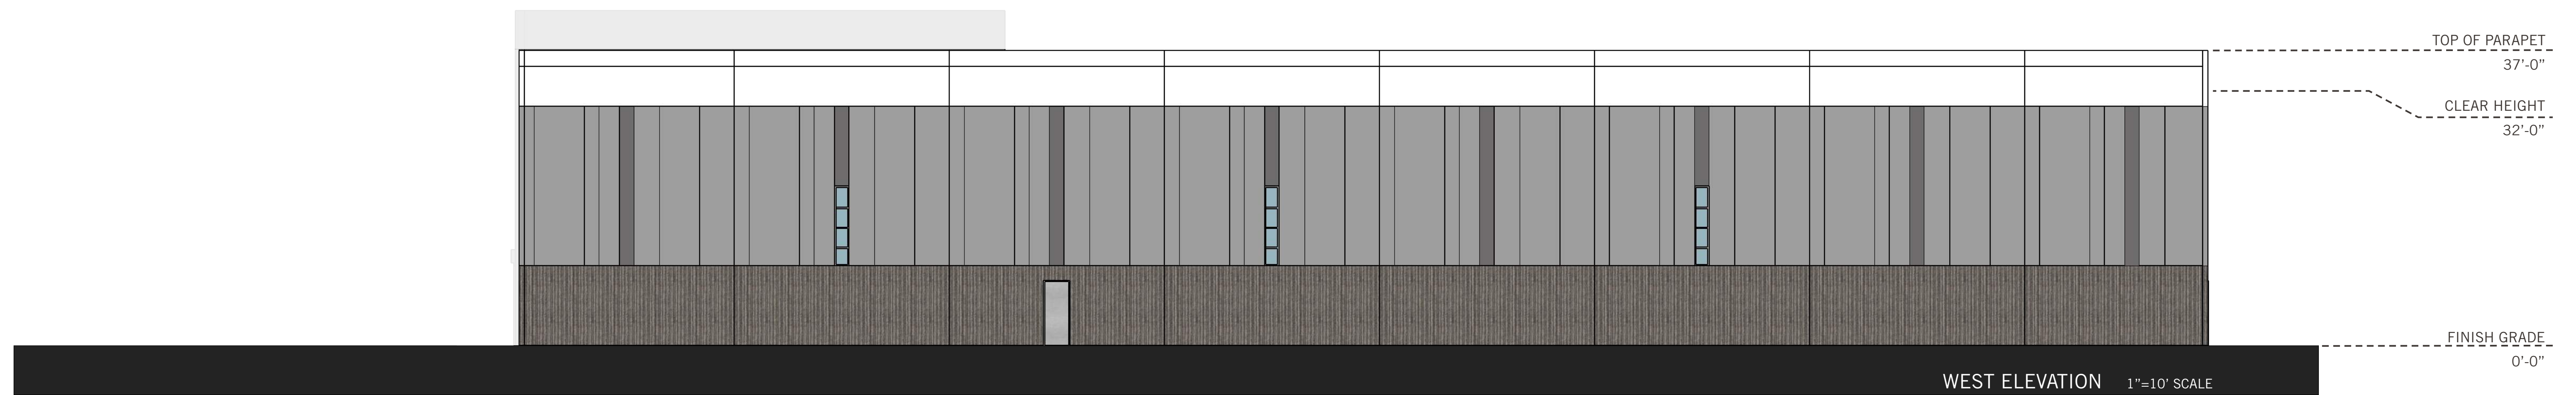 TOP OF PARAPET
37’-0”
CLEAR HEIGHT
32’-0”
FINISH GRADE
0’-0”
WEST ELEVATION 1”=10’ SCALE